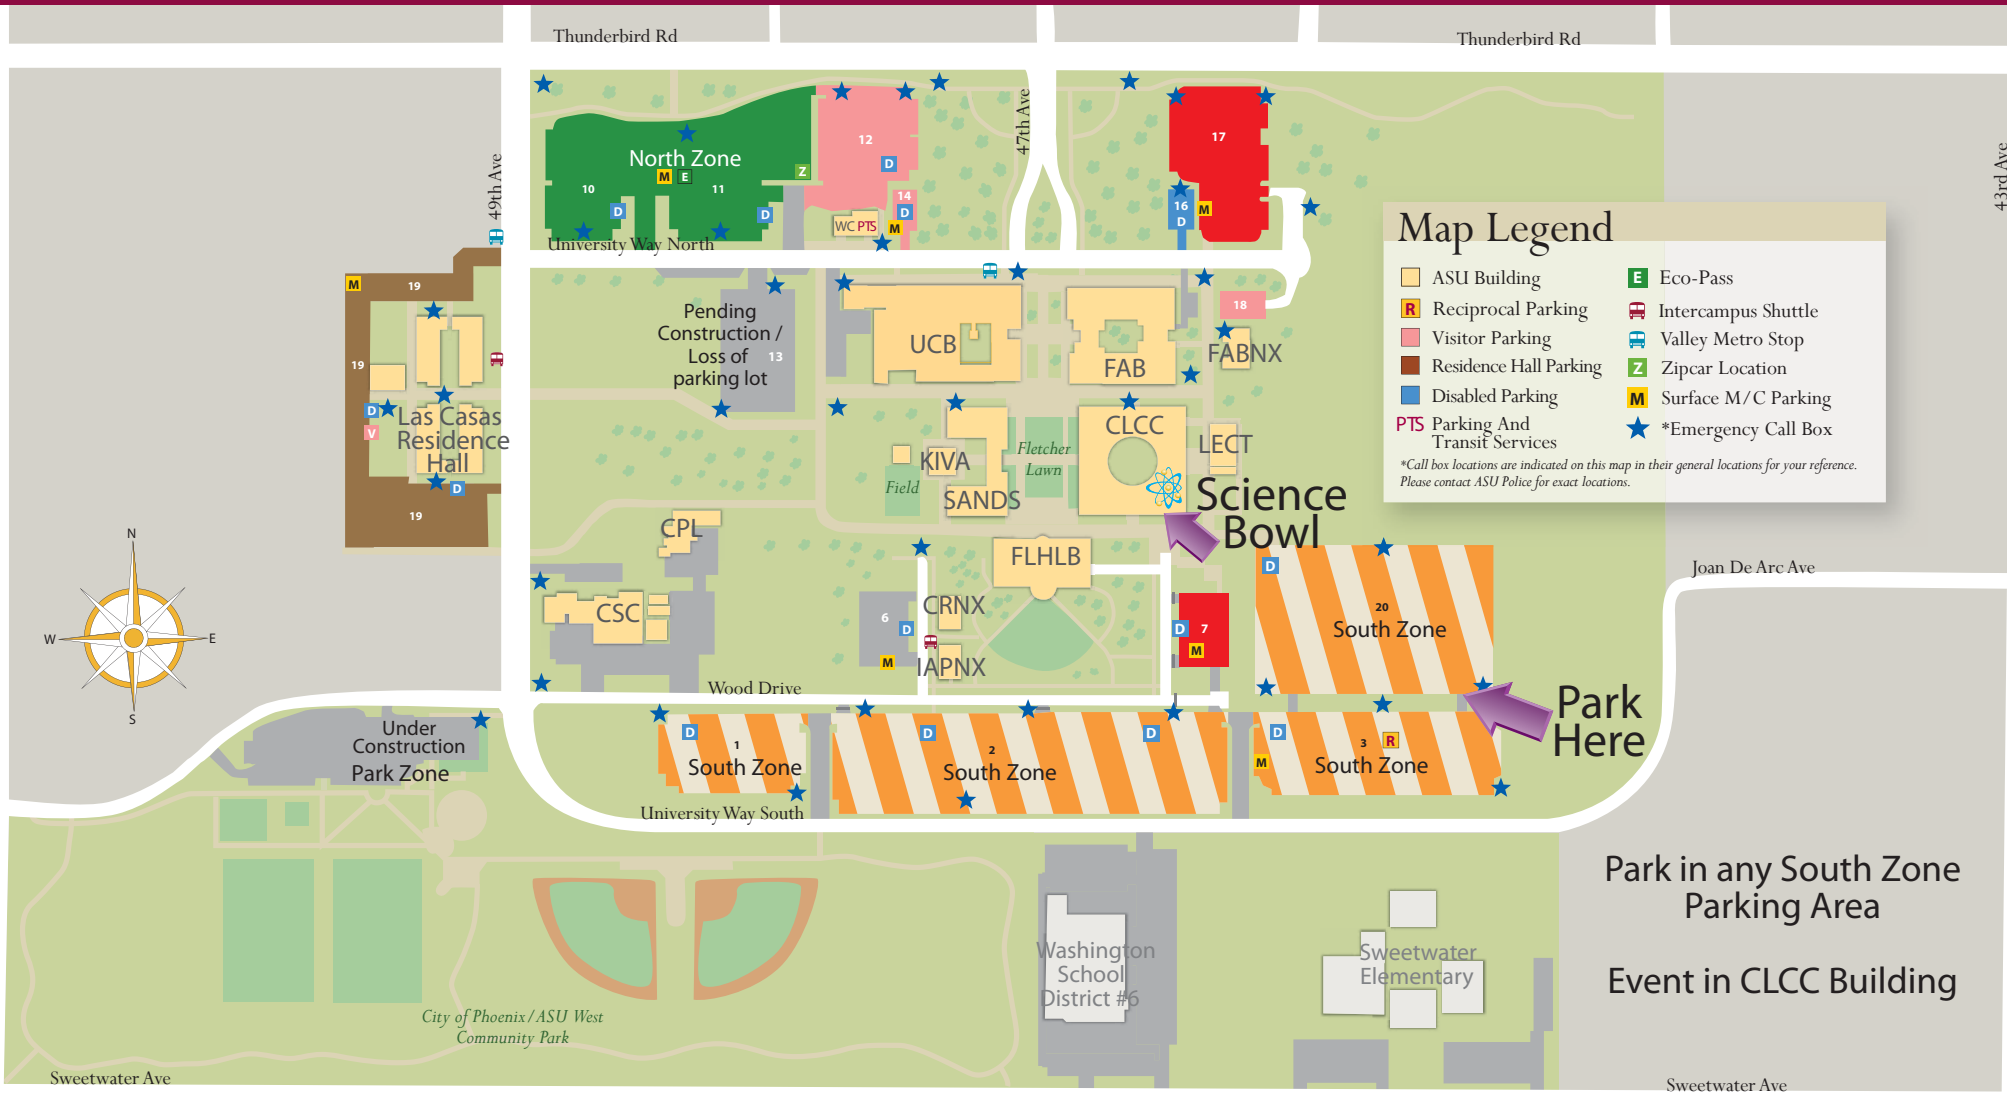 Thunderbird Rd
Thunderbird Rd
47th Ave
49th Ave
43rd Ave
North Zone
M E
10
11
D
D
Z
12
D
14
D
M
WC PTS
17
16
D
M
University Way North
Map Legend
ASU Building
R Reciprocal Parking
Visitor Parking
Residence Hall Parking
Disabled Parking
PTS Parking And
Transit Services
E Eco-Pass
Intercampus Shuttle
Valley Metro Stop
Z Zipcar Location
M Surface M/C Parking
*Emergency Call Box
*Call box locations are indicated on this map in their general locations for your reference.
Please contact ASU Police for exact locations.
M
19
19
D
V
Las Casas
Residence
Hall
D
19
Pending
Construction /
Loss of
parking lot
13
UCB
FAB
18
FABNX
CLCC
LECT
KIVA
Field
SANDS
Fletcher
Lawn
Science
Bowl
CPL
FLHLB
CSC
6
D
M
CRNX
IAPNX
D
7
M
D
20
South Zone
Joan De Arc Ave
N
W
E
S
Wood Drive
Park
Here
Under
Construction
Park Zone
D
1
South Zone
D
2
South Zone
D
D
3
R
M
South Zone
University Way South
Park in any South Zone
Parking Area
Event in CLCC Building
Washington
School
District #6
Sweetwater
Elementary
City of Phoenix/ASU West
Community Park
Sweetwater Ave
Sweetwater Ave